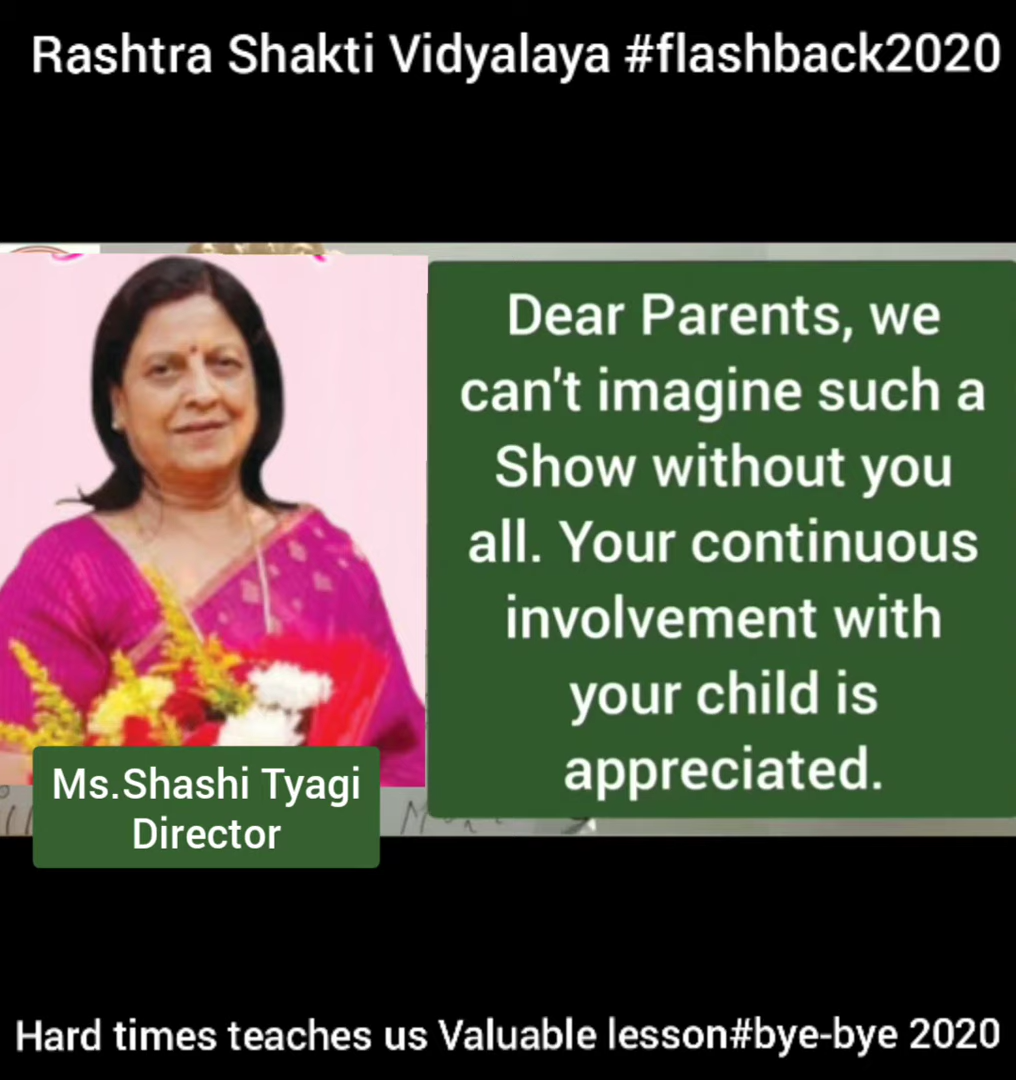 Rashtra Shakti Vidyalaya #flashback2020
Dear Parents, we
can't imagine such a
Show without you
all. Your continuous
involvement with
your child is
appreciated.
Ms.Shashi Tyagi
Director
Hard times teaches us Valuable lesson#bye-bye 2020